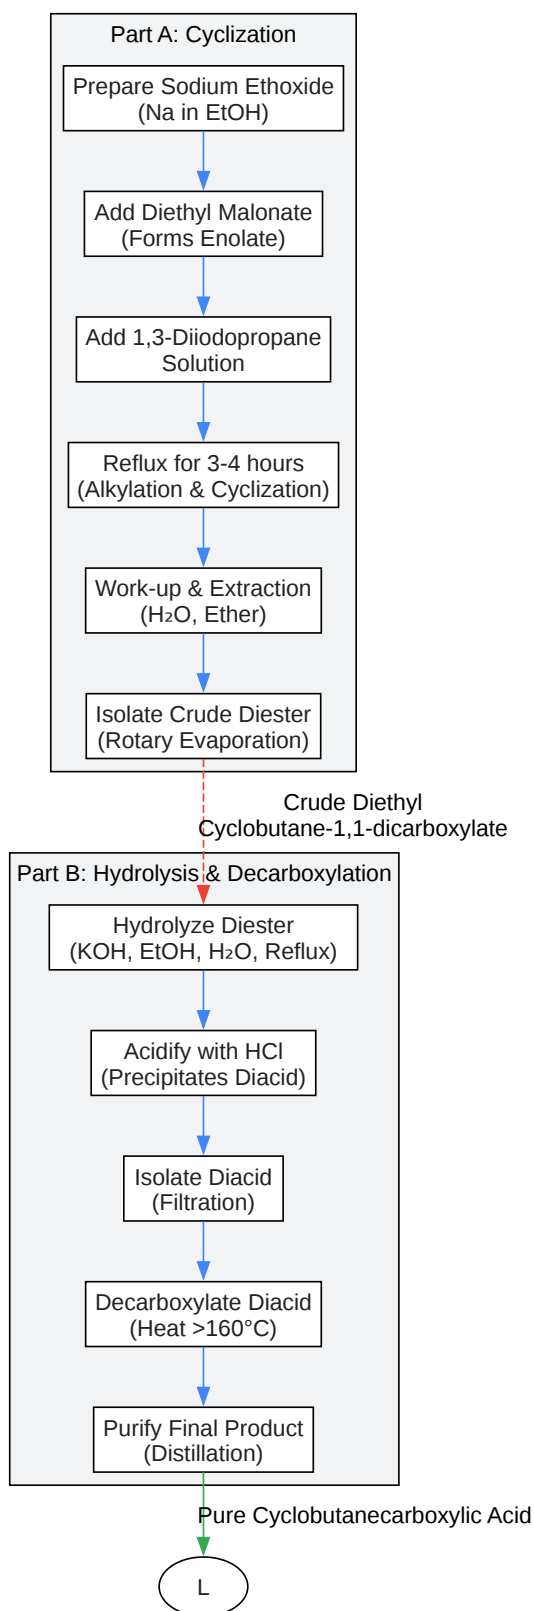 Part A: Cyclization
Prepare Sodium Ethoxide
(Na in EtOH)
Add Diethyl Malonate
(Forms Enolate)
Add 1,3-Diiodopropane
Solution
Reflux for 3-4 hours
(Alkylation & Cyclization)
Work-up & Extraction
(H₂O, Ether)
Isolate Crude Diester
(Rotary Evaporation)
Crude Diethyl
Cyclobutane-1,1-dicarboxylate
Part B: Hydrolysis & Decarboxylation
Hydrolyze Diester
(KOH, EtOH, H₂O, Reflux)
Acidify with HCl
(Precipitates Diacid)
Isolate Diacid
(Filtration)
Decarboxylate Diacid
(Heat >160°C)
Purify Final Product
(Distillation)
Pure Cyclobutanecarboxylic Acid
L